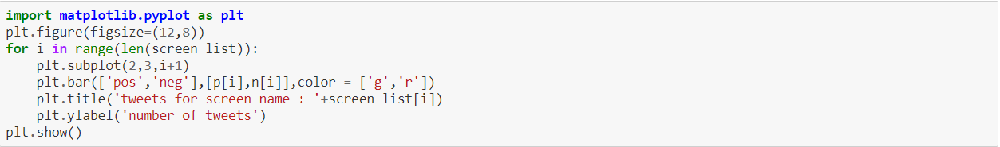 import matplotlib.pyplot as plt
plt.figure(figsize=(12,8))
for i in range(len(screen_list)):
    plt.subplot(2,3,i+1)
    plt.bar(['pos','neg'],[p[i],n[i]],color = ['g','r'])
    plt.title('tweets for screen name : '+screen_list[i])
    plt.ylabel('number of tweets')
plt.show()